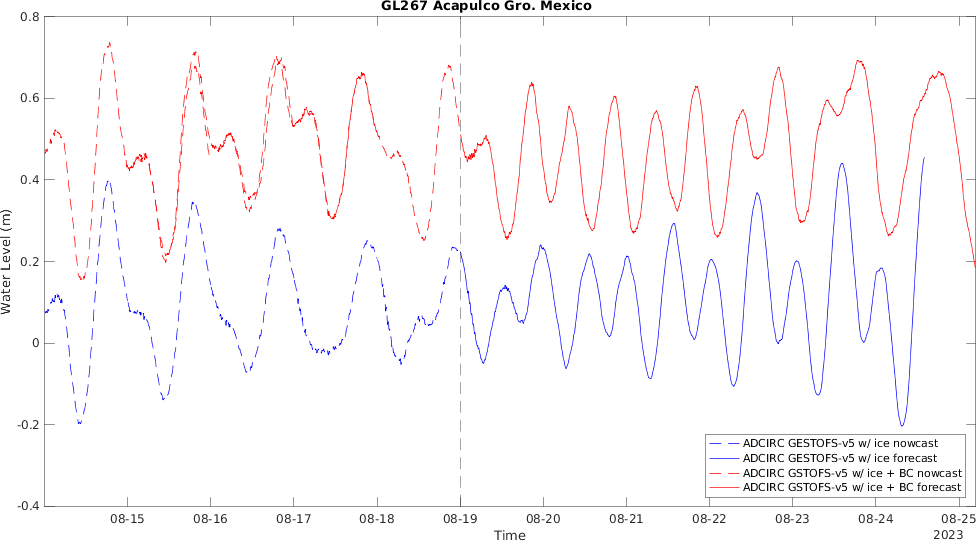 GL267 Acapulco Gro. Mexico
0.8
0.6
0.4
0.2
0
-0.2
-0.4
Water Level (m)
ADCIRC GESTOFS-v5 w/ ice nowcast
ADCIRC GESTOFS-v5 w/ ice forecast
ADCIRC GSTOFS-v5 w/ ice + BC nowcast
ADCIRC GSTOFS-v5 w/ ice + BC forecast
08-15 08-16 08-17 08-18 08-19 08-20 08-21 08-22 08-23 08-24 08-25
Time
2023